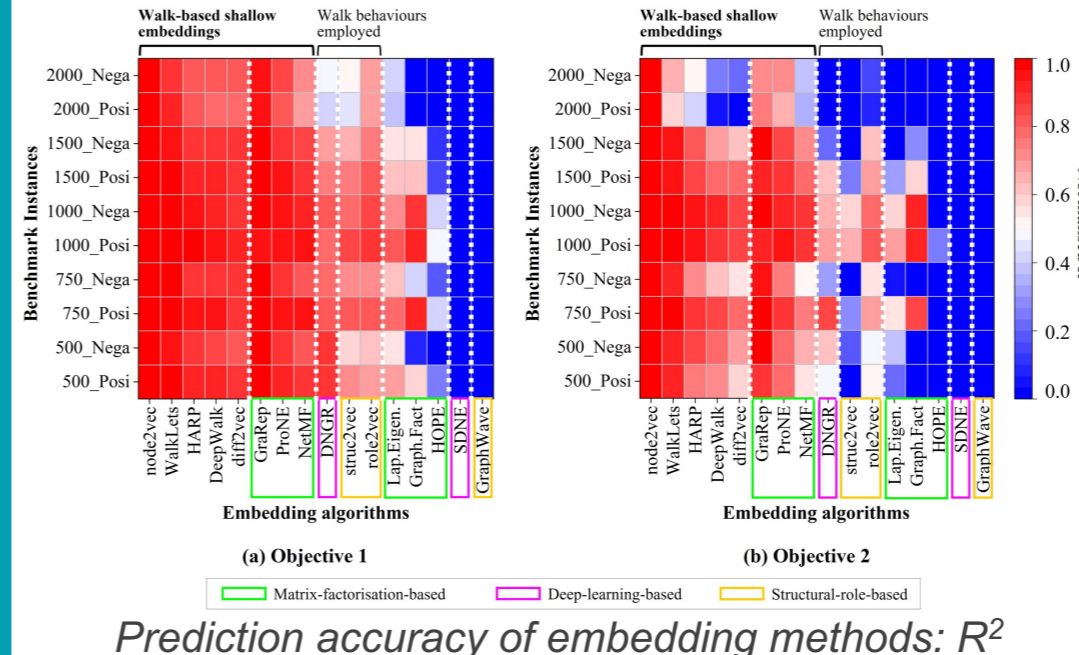 Walk-based shallow
embeddings
Walk behaviours
employed
Benchmark Instances
2000_Nega
2000_Posi
1500_Nega
1500_Posi
1000_Nega
1000_Posi
750_Nega
750_Posi
500_Nega
500_Posi
node2vec
WalkLets
HARP
DeepWalk
diff2vec
GraRep
ProNE
NetMF
DNGR
struc2vec
role2vec
Lap.Eigen.
Graph.Fact
HOPE
SDNE
GraphWave
Embedding algorithms
(a) Objective 1
Walk-based shallow
embeddings
Walk behaviours
employed
Benchmark Instances
2000_Nega
2000_Posi
1500_Nega
1500_Posi
1000_Nega
1000_Posi
750_Nega
750_Posi
500_Nega
500_Posi
node2vec
WalkLets
HARP
DeepWalk
diff2vec
GraRep
ProNE
NetMF
DNGR
struc2vec
role2vec
Lap.Eigen.
Graph.Fact
HOPE
SDNE
GraphWave
Embedding algorithms
(b) Objective 2
1.0
0.8
0.6
0.4
0.2
0.0
Matrix-factorisation-based
Deep-learning-based
Structural-role-based
Prediction accuracy of embedding methods: R²